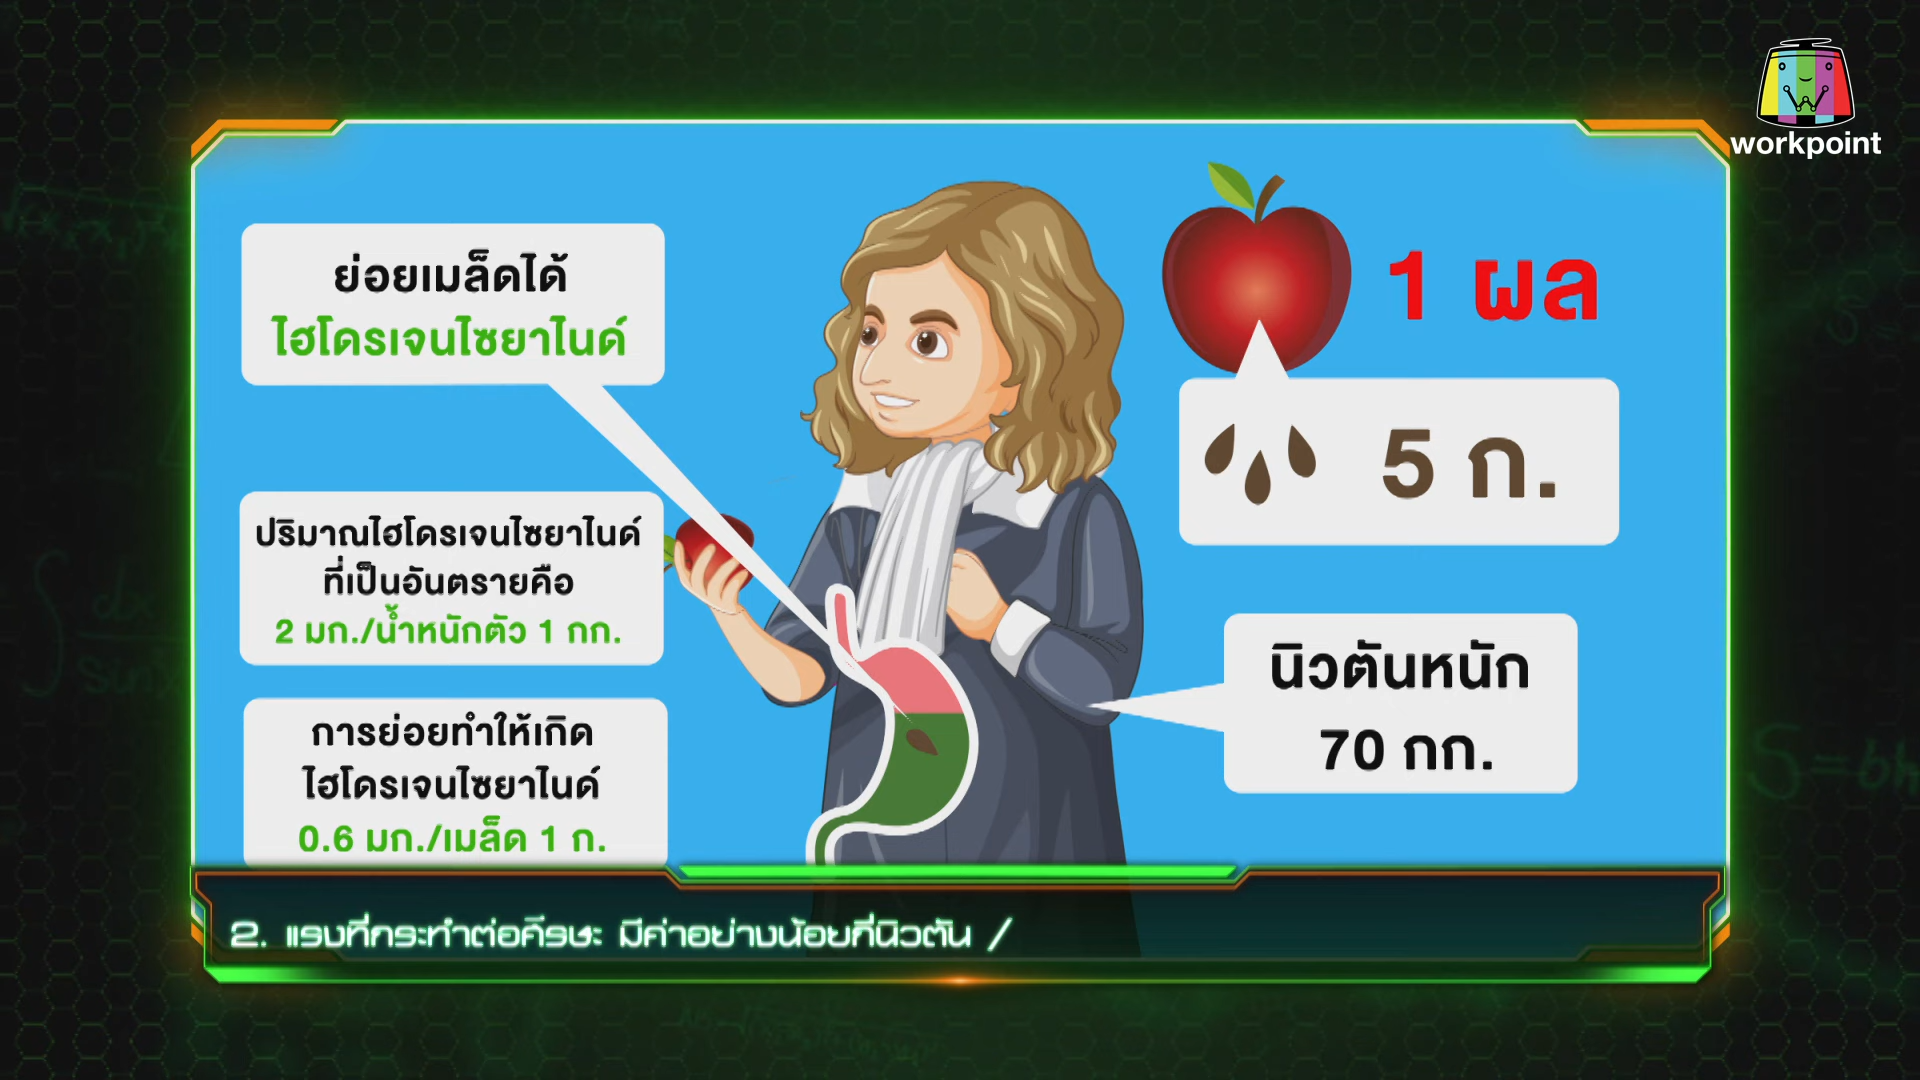 workpoint
ย่อยเมล็ดได้
ไฮโดรเจนไซยาไนด์
1 ผล
5 ก.
ปริมาณไฮโดรเจนไซยาไนด์
ที่เป็นอันตรายคือ
2 มก./น้ำหนักตัว 1 กก.
นิวตันหนัก
70 กก.
การย่อยทำให้เกิด
ไฮโดรเจนไซยาไนด์
0.6 มก./เมล็ด 1 ก.
2. แรงที่กระทำต่อศีรษะ มีค่าอย่างน้อยกี่นิวตัน /